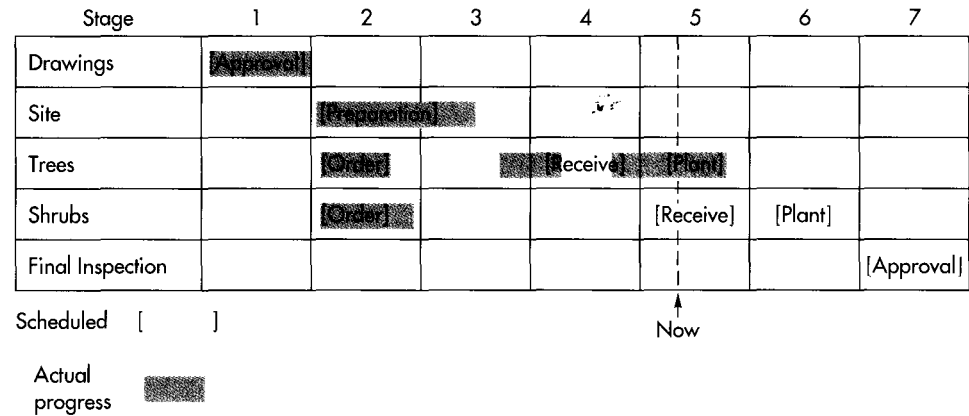 Stage 1 2 3 4 5 6 7
Drawings [Approval]
Site [Preparation]
Trees [Order] [Receive] [Plant]
Shrubs [Order] [Receive] [Plant]
Final Inspection [Approval]
Scheduled [ ]
Now
Actual
progress